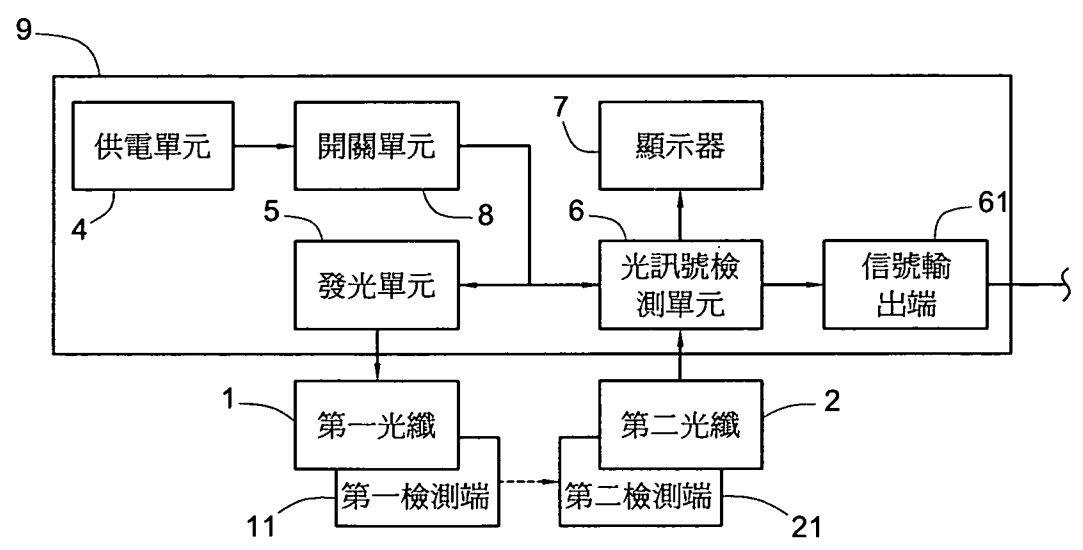 9
供電單元
4
開關單元
8
7
顯示器
5
發光單元
6
光訊號檢
測單元
61
信號輸
出端
1
第一光纖
11
第一檢測端
第二光纖
2
第二檢測端
21